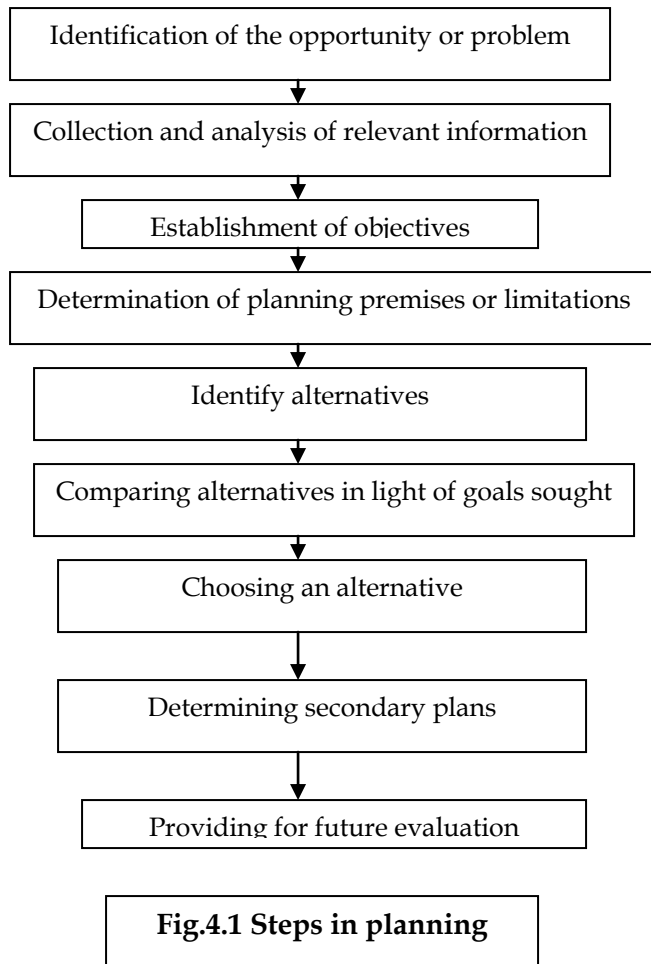 Identification of the opportunity or problem
Collection and analysis of relevant information
Establishment of objectives
Determination of planning premises or limitations
Identify alternatives
Comparing alternatives in light of goals sought
Choosing an alternative
Determining secondary plans
Providing for future evaluation
Fig.4.1 Steps in planning